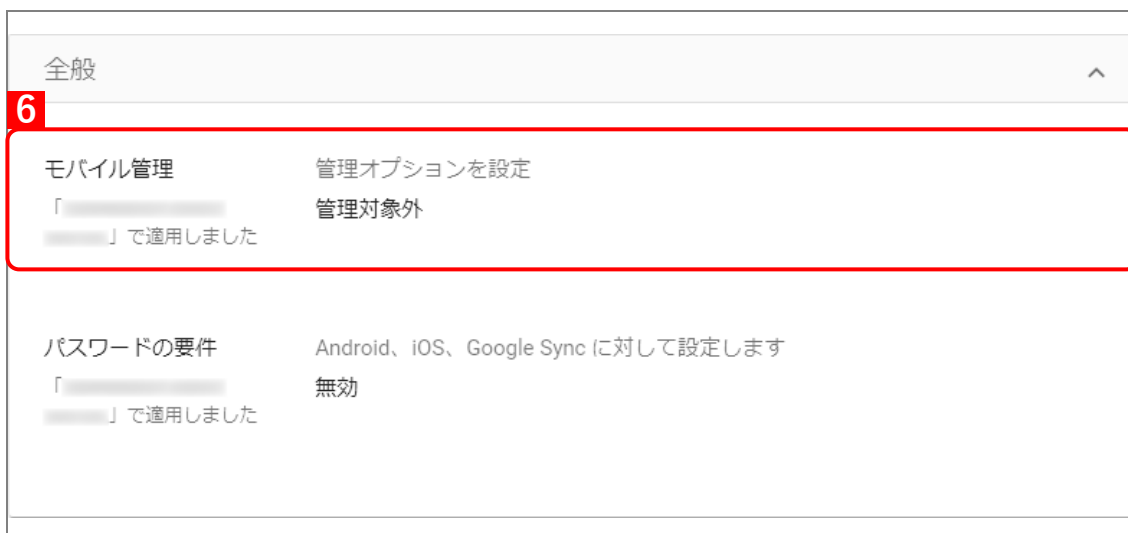 全般
6
モバイル管理 管理オプションを設定
「 管理対象外
」で適用しました
パスワードの要件 Android、iOS、Google Sync に対して設定します
「 無効
」で適用しました